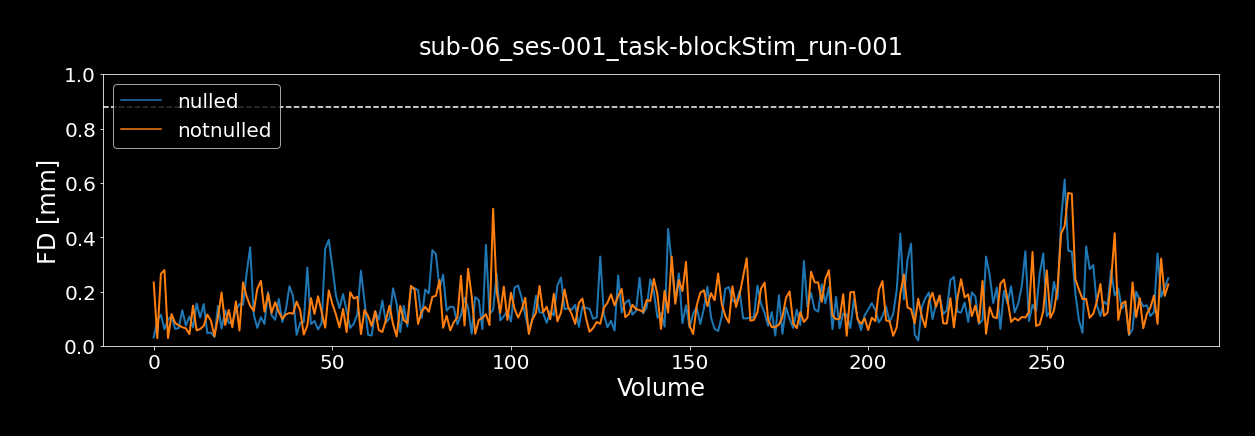 sub-06_ses-001_task-blockStim_run-001
1.0
0.8
0.6
0.4
0.2
0.0
FD [mm]
nulled
notnulled
0 50 100 150 200 250
Volume